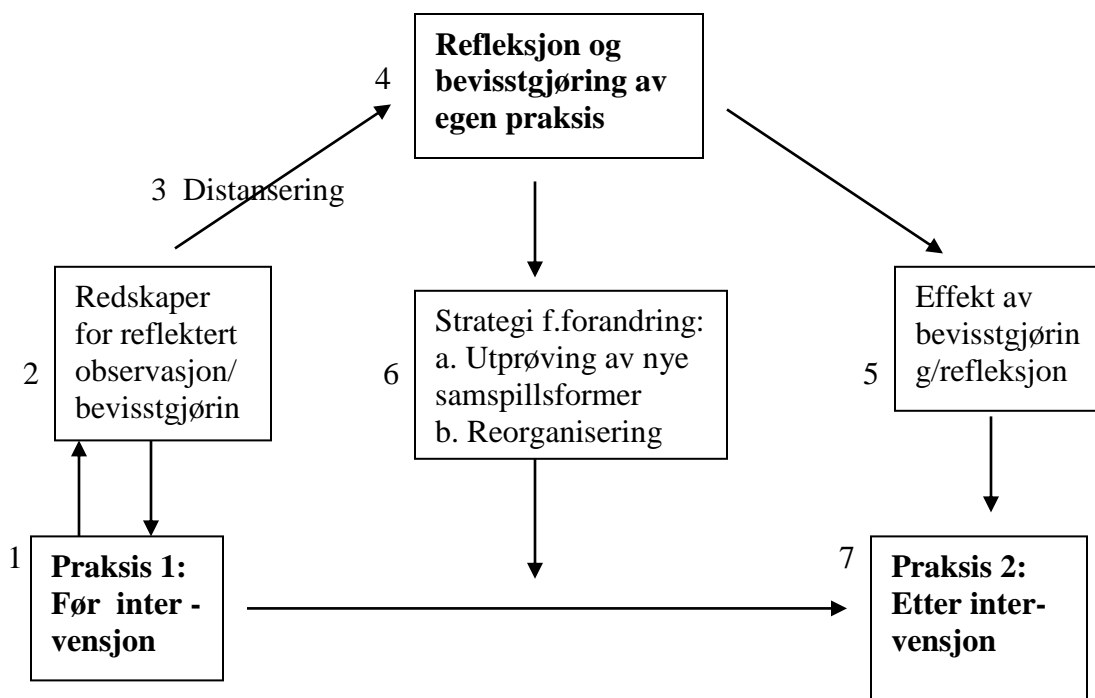 Refleksjon og
bevisstgjøring av
egen praksis
4
3 Distansering
Redskaper
for reflektert
observasjon/
bevisstgjørin
2
Strategi f.forandring:
a. Utprøving av nye
samspillsformer
b. Reorganisering
6
Effekt av
bevisstgjørin
g/refleksjon
5
1
Praksis 1:
Før inter -
vensjon
7
Praksis 2:
Etter inter-
vensjon